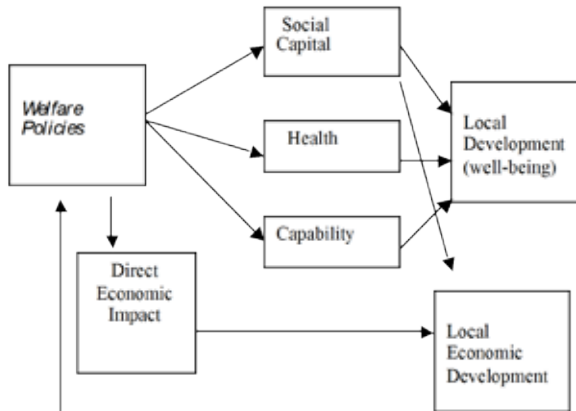 Social
Capital
Welfare
Policies
Health
Local
Development
(well-being)
Capability
Direct
Economic
Impact
Local
Economic
Development